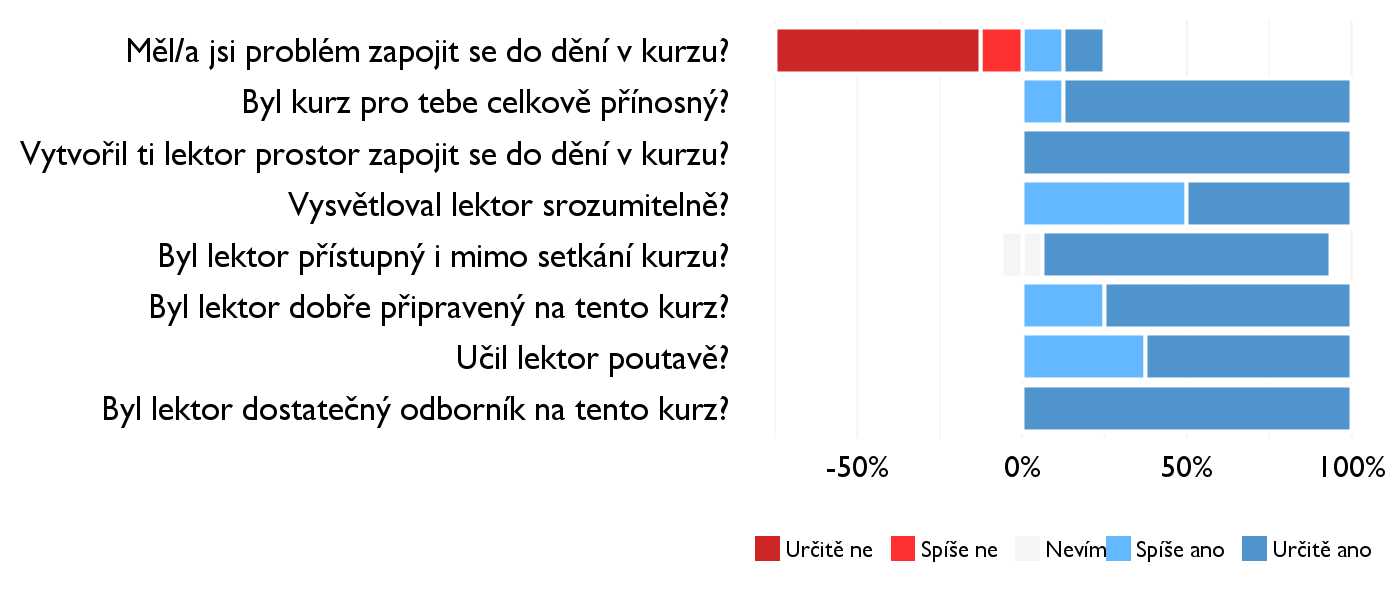 Měl/a jsi problém zapojit se do dění v kurzu?
Byl kurz pro tebe celkově přínosný?
Vytvořil ti lektor prostor zapojit se do dění v kurzu?
Vysvětloval lektor srozumitelně?
Byl lektor přístupný i mimo setkání kurzu?
Byl lektor dobře připravený na tento kurz?
Učil lektor poutavě?
Byl lektor dostatečný odborník na tento kurz?
-50% 0% 50% 100%
Určitě ne Spíše ne Nevím Spíše ano Určitě ano